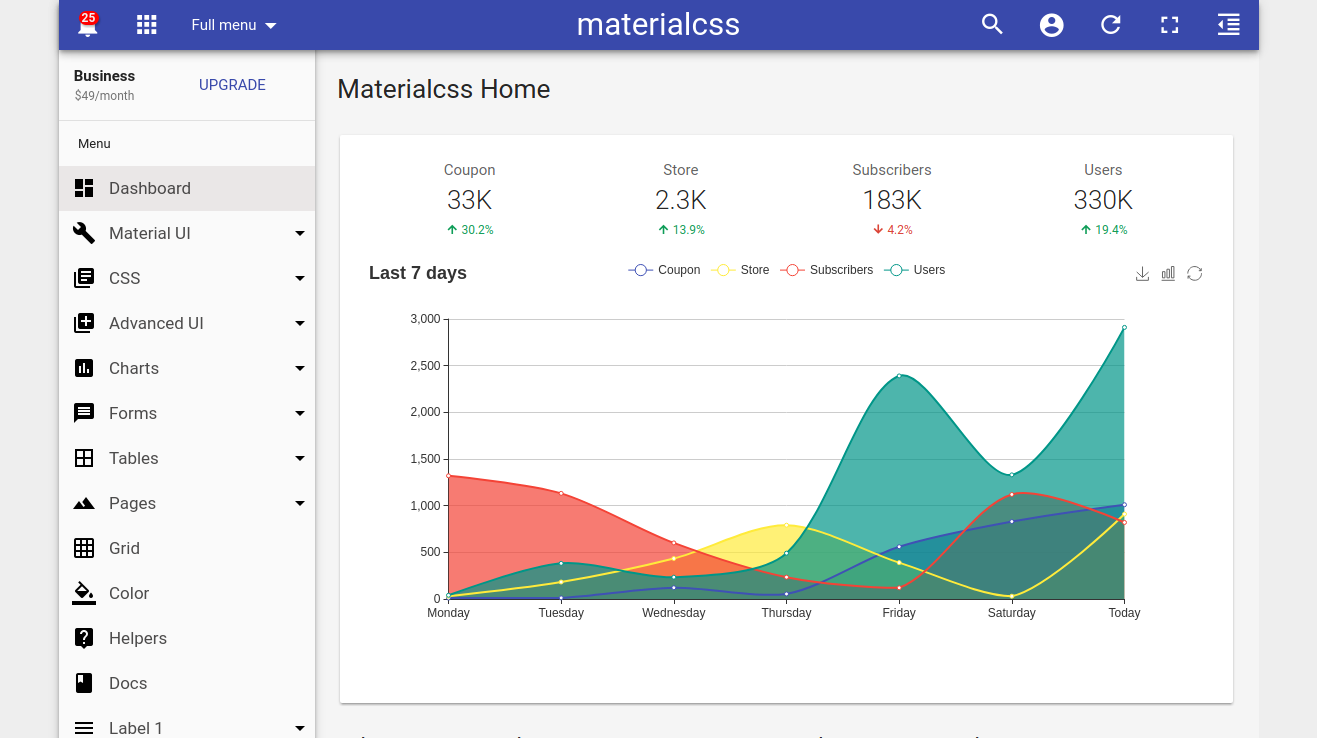 25
Full menu
materialcss
Business
$49/month
UPGRADE
Menu
Dashboard
Material UI
CSS
Advanced UI
Charts
Forms
Tables
Pages
Grid
Color
Helpers
Docs
Label 1
Materialcss Home
Coupon
33K
30.2%
Store
2.3K
13.9%
Subscribers
183K
4.2%
Users
330K
19.4%
Last 7 days
Coupon Store Subscribers Users
3,000
2,500
2,000
1,500
1,000
500
0
Monday Tuesday Wednesday Thursday Friday Saturday Today